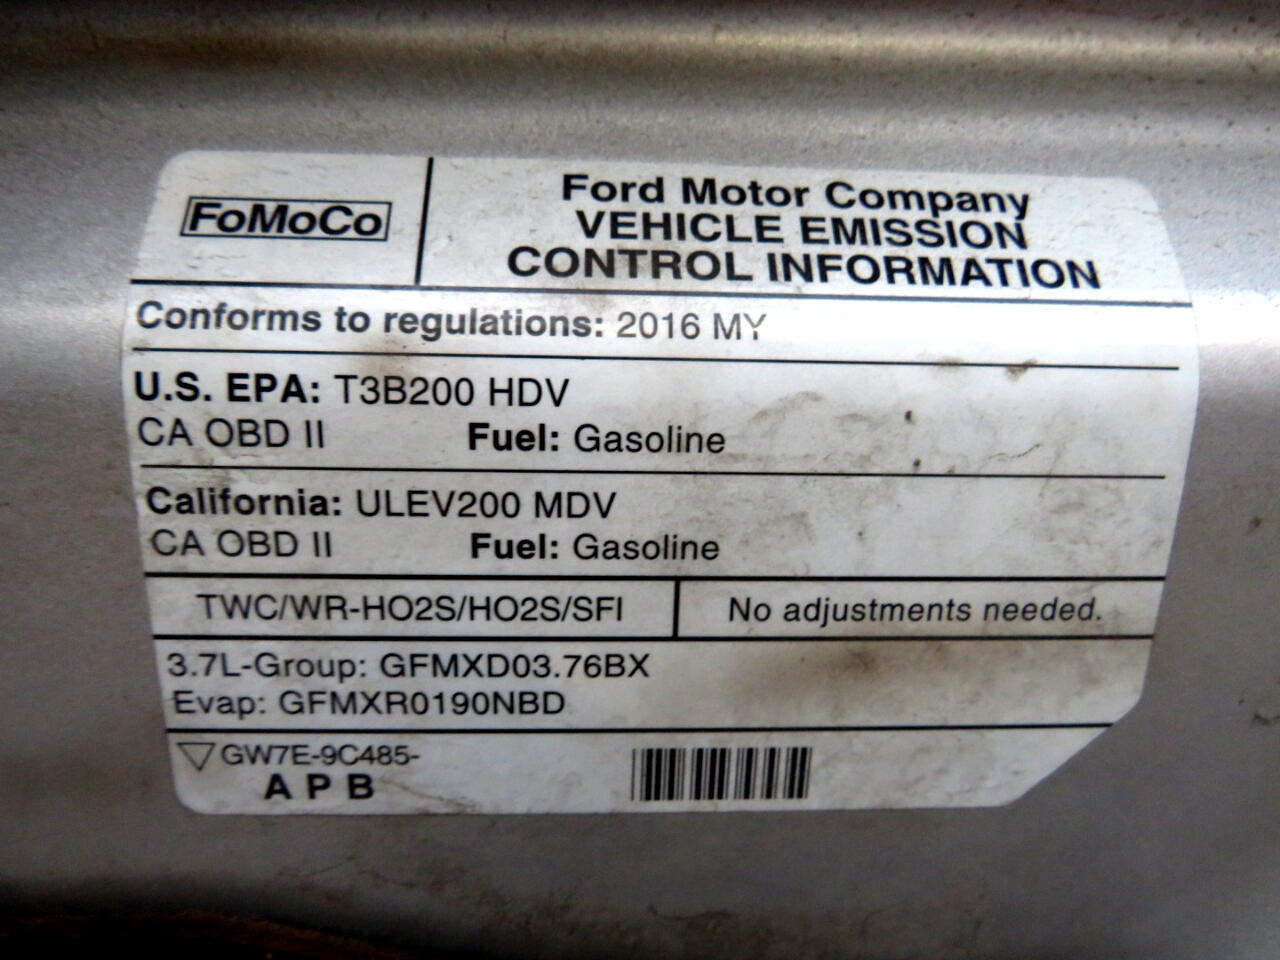 FoMoCo
Ford Motor Company
VEHICLE EMISSION
CONTROL INFORMATION
Conforms to regulations: 2016 MY
U.S. EPA: T3B200 HDV
CA OBD II Fuel: Gasoline
California: ULEV200 MDV
CA OBD II Fuel: Gasoline
TWC/WR-HO2S/HO2S/SFI
No adjustments needed.
3.7L-Group: GFMXD03.76BX
Evap: GFMXR0190NBD
GW7E-9C485-
A P B